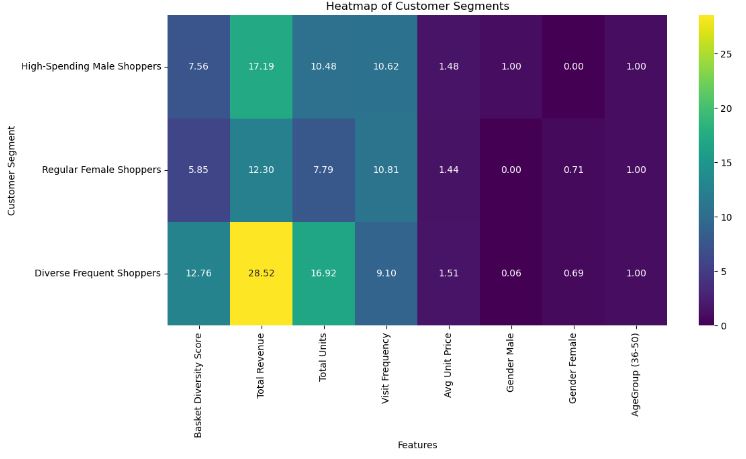 Heatmap of Customer Segments
Customer Segment
High-Spending Male Shoppers 7.56 17.19 10.48 10.62 1.48 1.00 0.00 1.00
Regular Female Shoppers 5.85 12.30 7.79 10.81 1.44 0.00 0.71 1.00
Diverse Frequent Shoppers 12.76 28.52 16.92 9.10 1.51 0.06 0.69 1.00
Basket Diversity Score
Total Revenue
Total Units
Visit Frequency
Avg Unit Price
Gender Male
Gender Female
AgeGroup (36-50)
Features
25
20
15
10
5
0